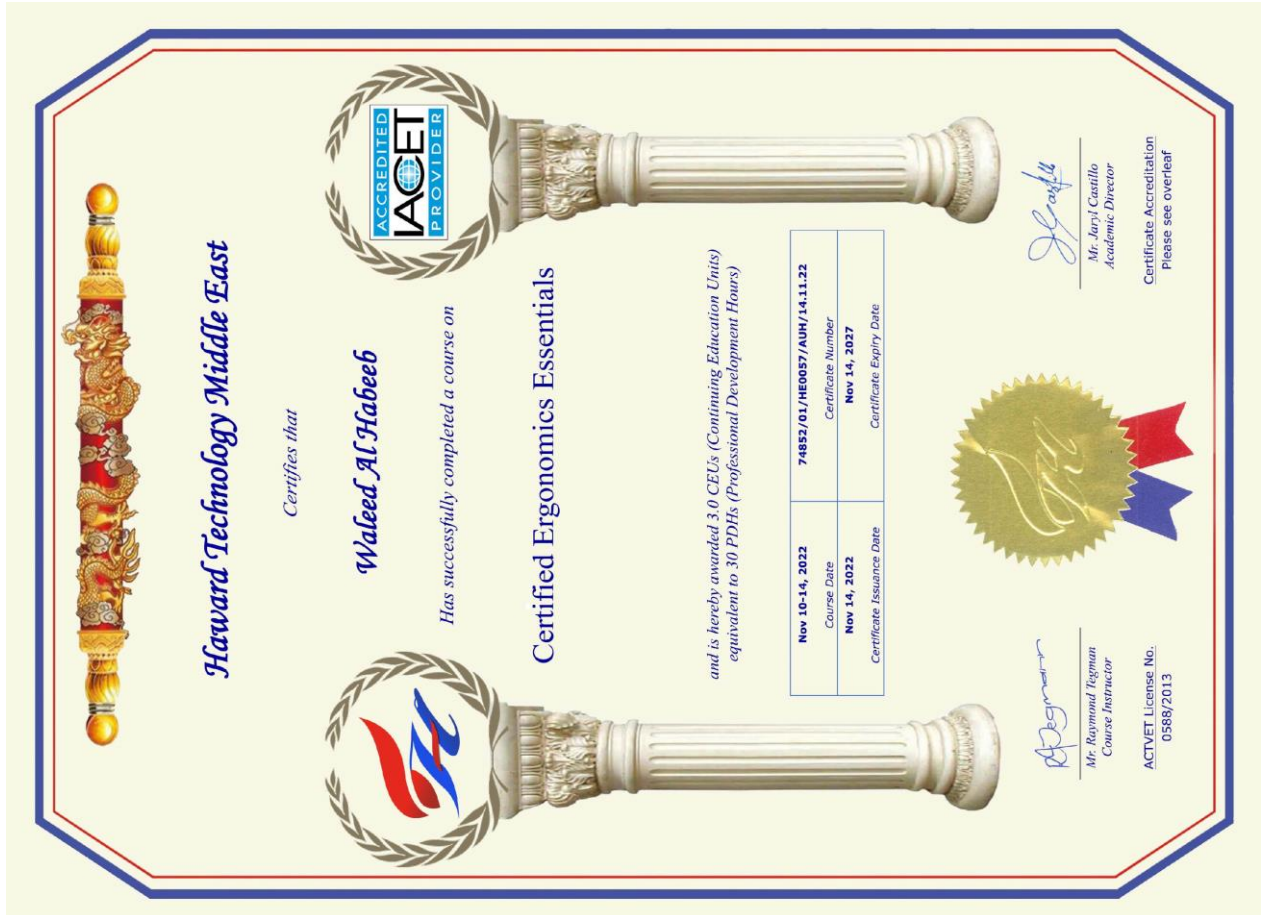 Haward Technology Middle East
Certifies that
Waleed Al Habeeb
Has successfully completed a course on
ACCREDITED
IACET
PROVIDER
Certified Ergonomics Essentials
and is hereby awarded 3.0 CEUs (Continuing Education Units)
equivalent to 30 PDHs (Professional Development Hours)
Nov 10-14, 2022
Course Date
74852/01/HE0057/AUH/14.11.22
Certificate Number
Nov 14, 2022
Certificate Issuance Date
Nov 14, 2027
Certificate Expiry Date
Mr. Raymond Tegman
Course Instructor
ACTVET License No.
0588/2013
Mr. Jaryl Castillo
Academic Director
Certificate Accreditation
Please see overleaf